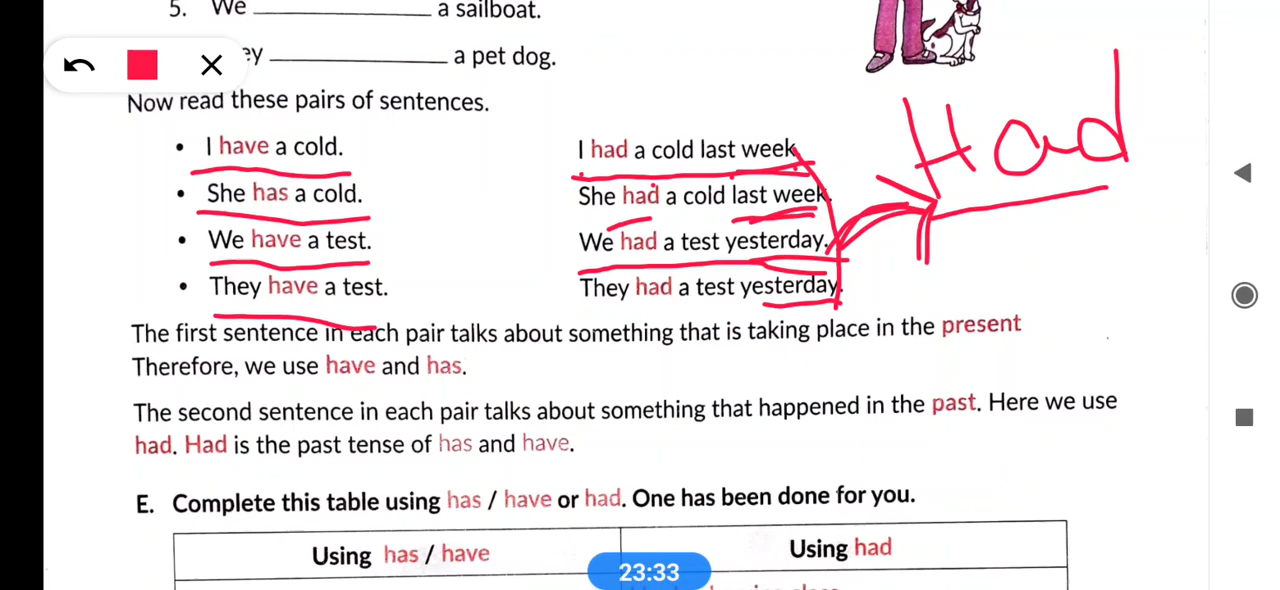 5. We ____________ a sailboat.
ey ____________ a pet dog.
Now read these pairs of sentences.
• I have a cold. I had a cold last week.
• She has a cold. She had a cold last week.
• We have a test. We had a test yesterday.
• They have a test. They had a test yesterday.
Had
The first sentence in each pair talks about something that is taking place in the present
Therefore, we use have and has.
The second sentence in each pair talks about something that happened in the past. Here we use
had. Had is the past tense of has and have.
E. Complete this table using has / have or had. One has been done for you.
Using has / have Using had
23:33